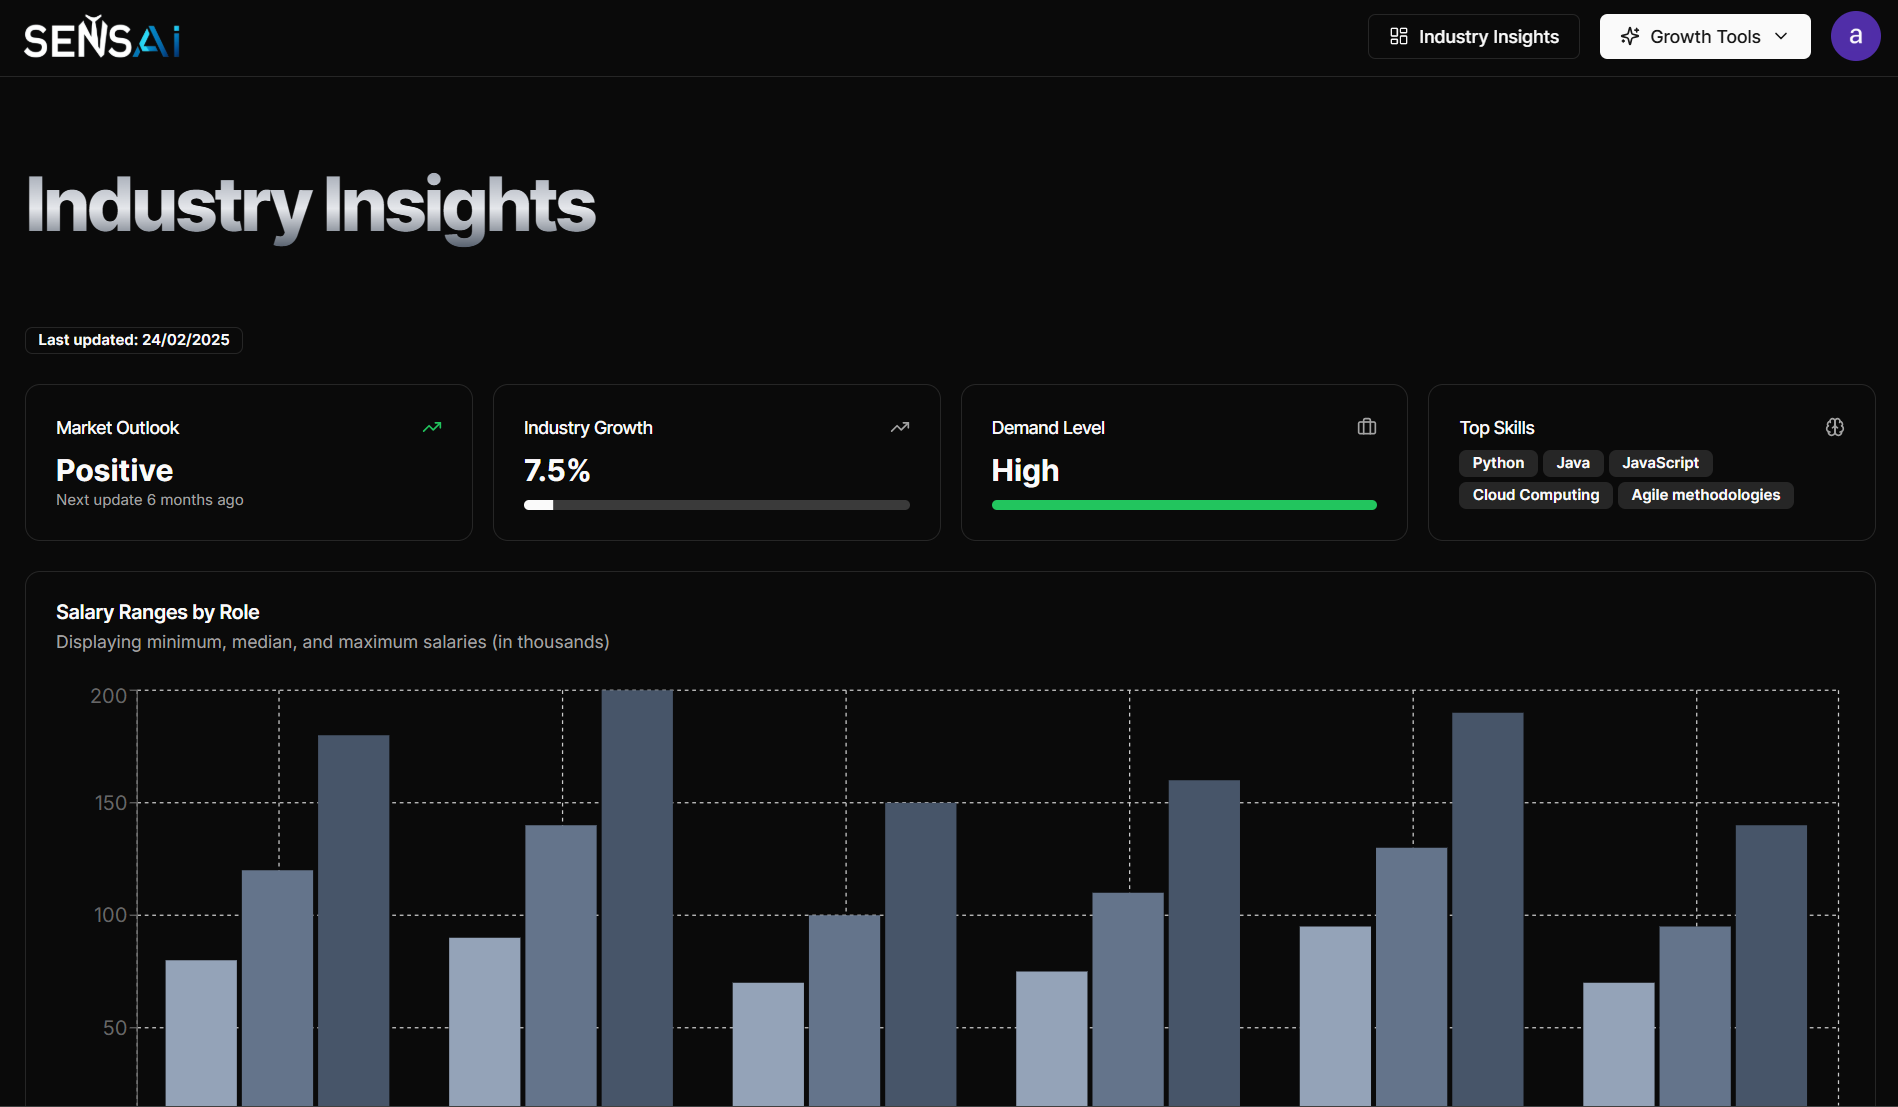 SENSAi
Industry Insights
Growth Tools
a
Industry Insights
Last updated: 24/02/2025
Market Outlook
Positive
Next update 6 months ago
Industry Growth
7.5%
Demand Level
High
Top Skills
Python Java JavaScript
Cloud Computing Agile methodologies
Salary Ranges by Role
Displaying minimum, median, and maximum salaries (in thousands)
200
150
100
50